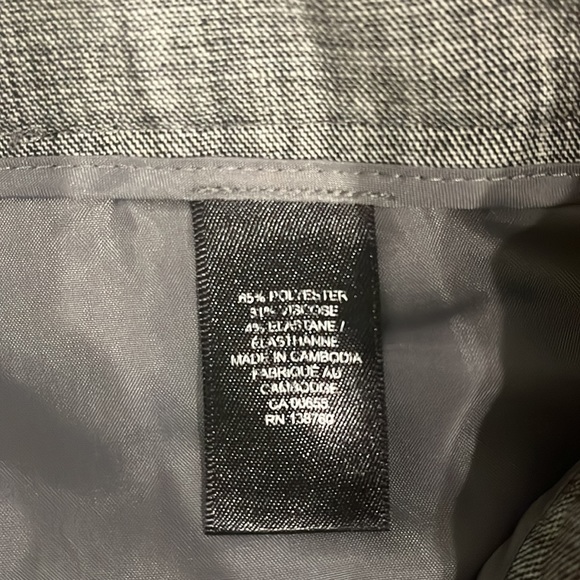 65% POLYESTER
31% VISCOSE
4% ELASTANE /
ÉLASTHANNE
MADE IN CAMBODIA
FABRIQUÉ AU
CAMBODGE
CA
RN